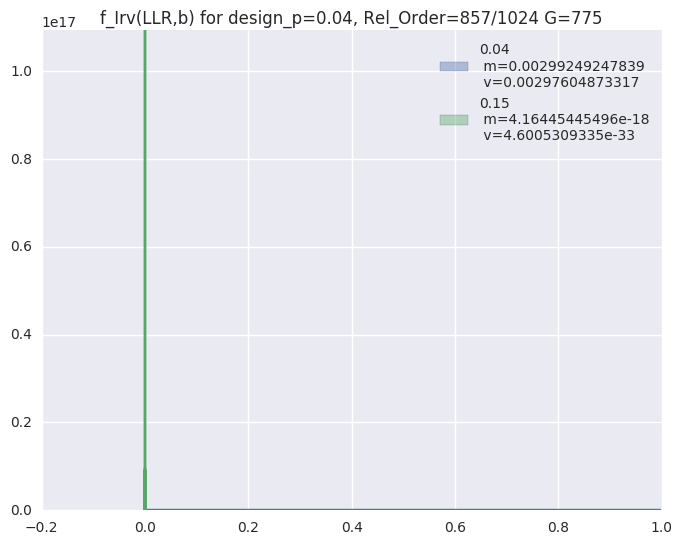 f_Irv(LLR,b) for design_p=0.04, Rel_Order=857/1024 G=775
1e17
0.04
m=0.00299249247839
v=0.00297604873317
0.15
m=4.16445445496e-18
v=4.6005309335e-33
1.0
0.8
0.6
0.4
0.2
0.0
-0.2 0.0 0.2 0.4 0.6 0.8 1.0